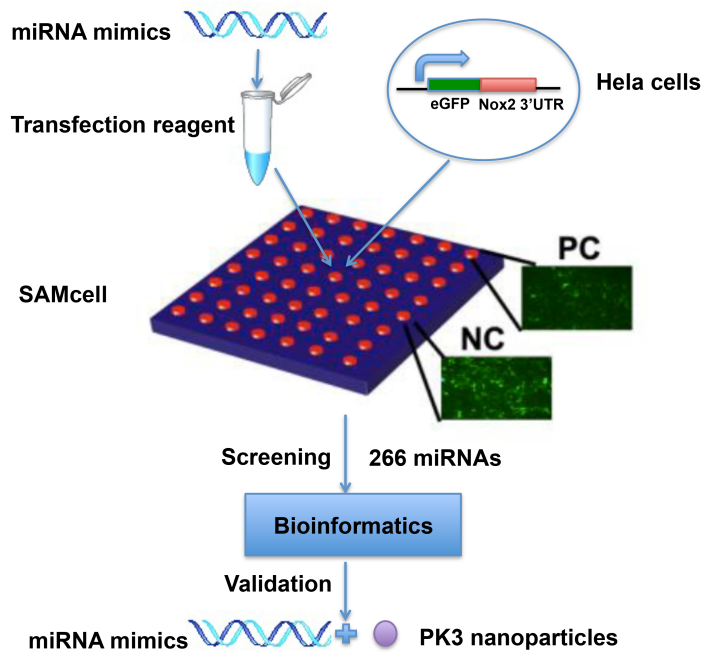 miRNA mimics
Hela cells
eGFP Nox2 3’UTR
Transfection reagent
PC
SAMcell
NC
Screening 266 miRNAs
Bioinformatics
Validation
miRNA mimics
PK3 nanoparticles